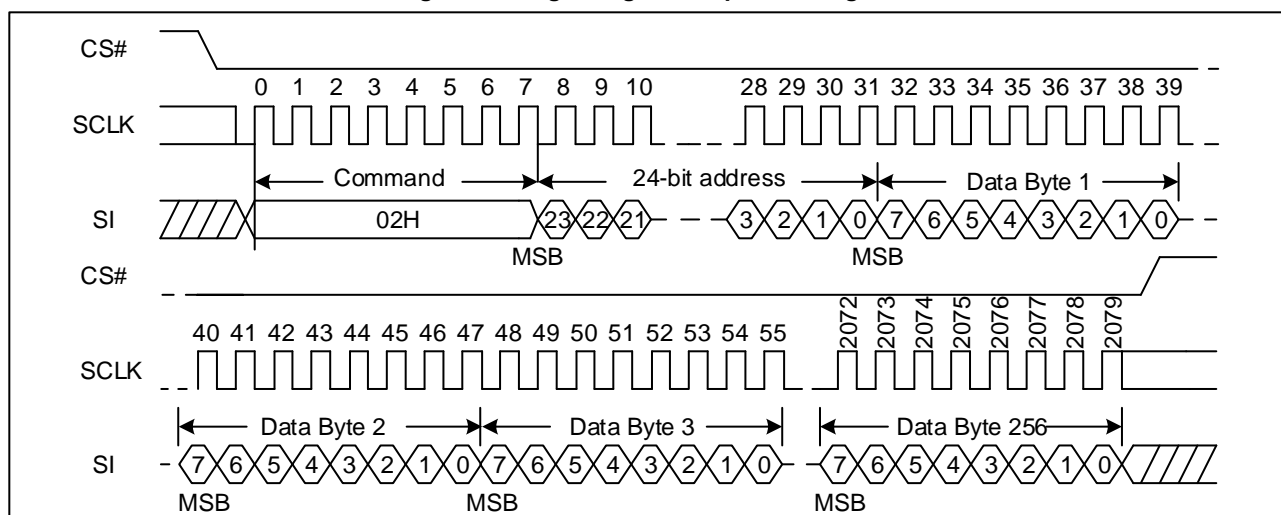 CS#
0 1 2 3 4 5 6 7 8 9 10 28 29 30 31 32 33 34 35 36 37 38 39
SCLK
Command 24-bit address Data Byte 1
SI 02H 23 22 21 3 2 1 0 7 6 5 4 3 2 1 0
MSB MSB
CS#
40 41 42 43 44 45 46 47 48 49 50 51 52 53 54 55 2072 2073 2074 2075 2076 2077 2078 2079
SCLK
Data Byte 2 Data Byte 3 Data Byte 256
SI 7 6 5 4 3 2 1 0 7 6 5 4 3 2 1 0 7 6 5 4 3 2 1 0
MSB MSB MSB